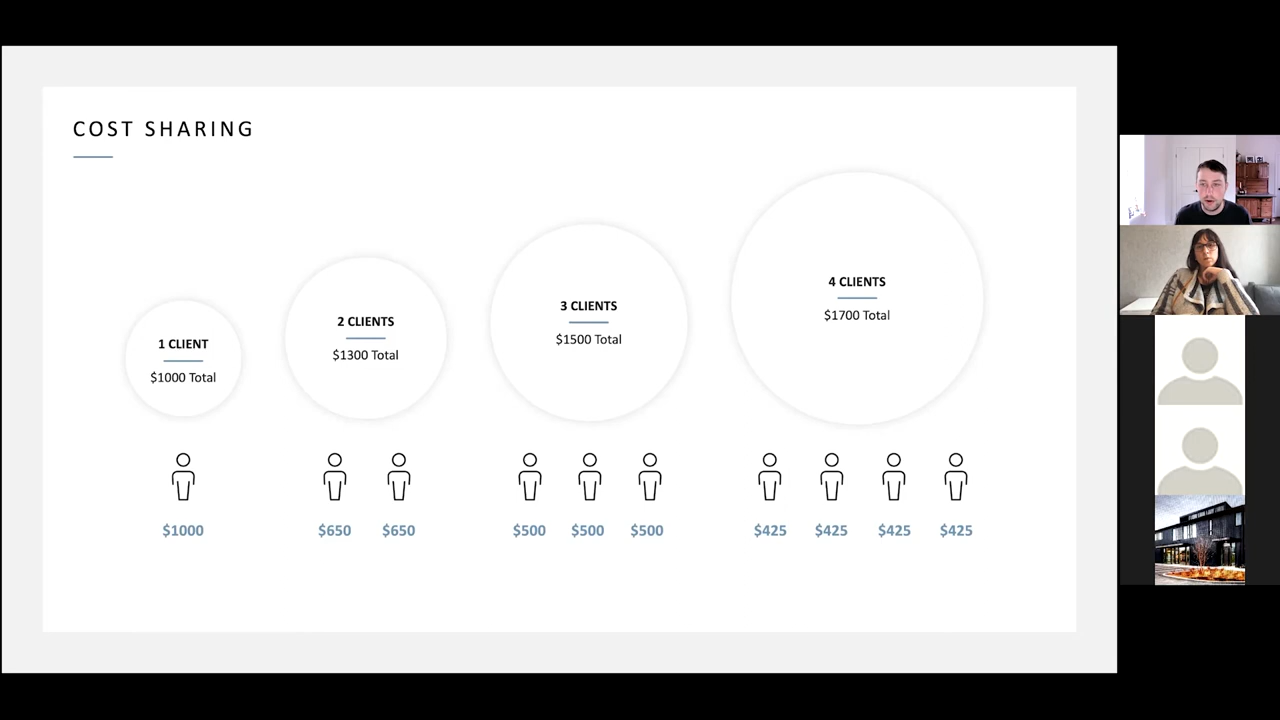 COST SHARING
1 CLIENT
$1000 Total
2 CLIENTS
$1300 Total
3 CLIENTS
$1500 Total
4 CLIENTS
$1700 Total
$1000
$650 $650
$500 $500 $500
$425 $425 $425 $425